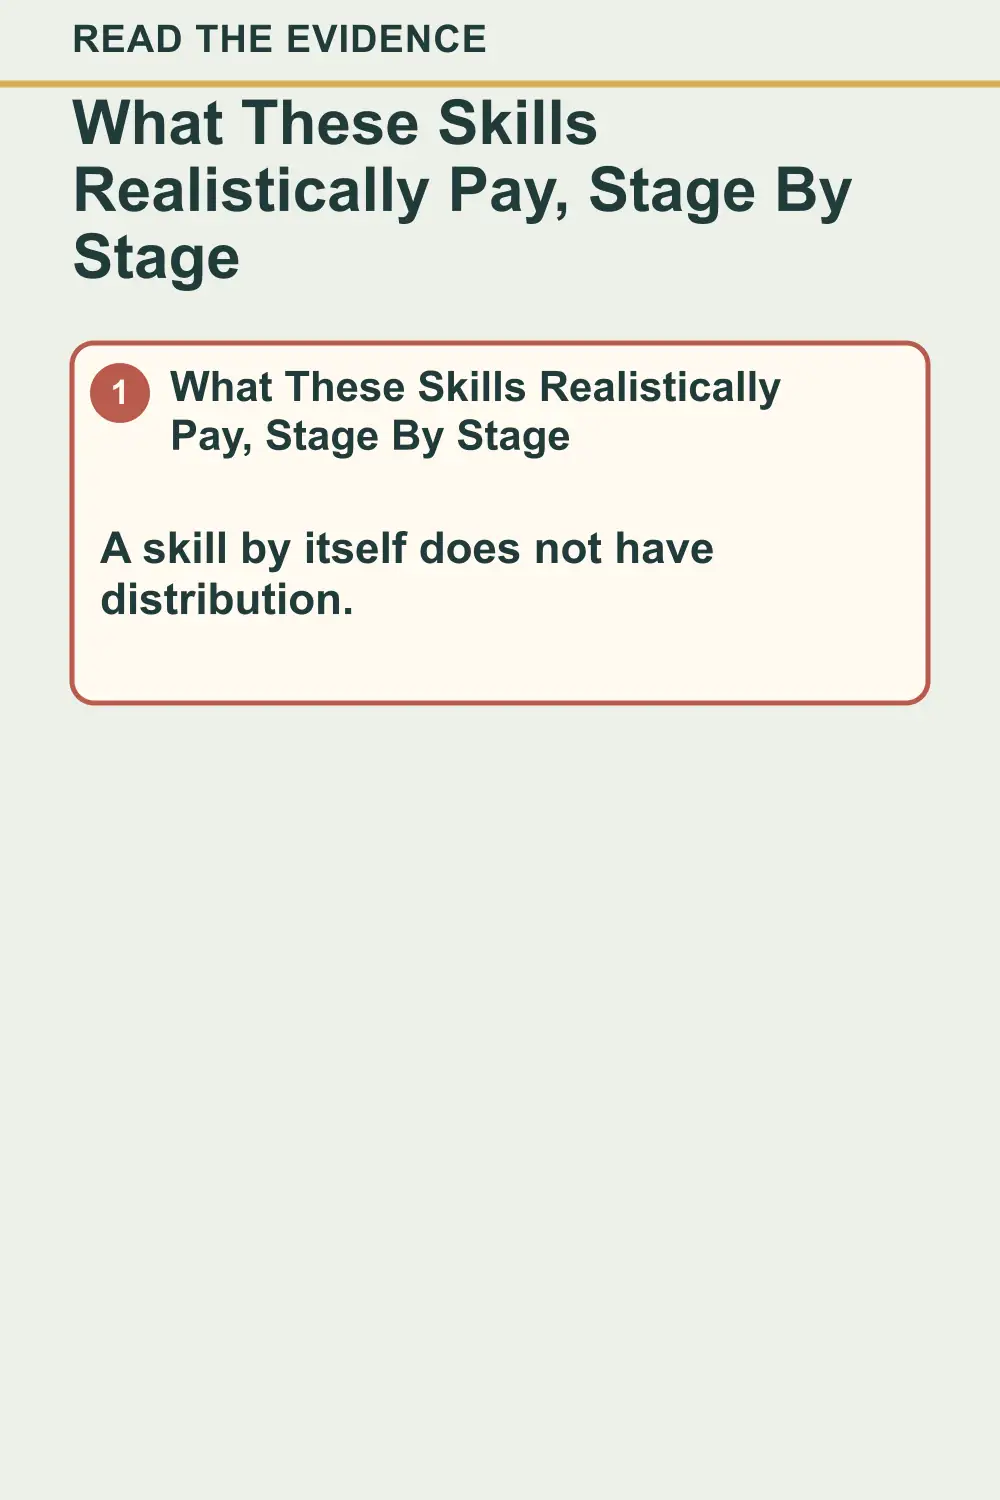 READ THE EVIDENCE
What These Skills
Realistically Pay, Stage By
Stage
1
What These Skills Realistically
Pay, Stage By Stage
A skill by itself does not have
distribution.